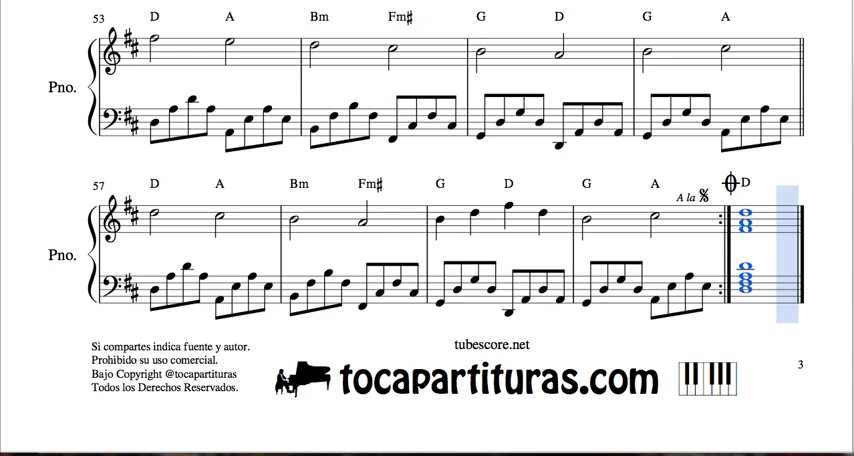 53
D A Bm Fm# G D G A
Pno.
57
D A Bm Fm# G D G A A la D
Pno.
Si compartes indica fuente y autor.
Prohibido su uso comercial.
Bajo Copyright @tocapartituras
Todos los Derechos Reservados.
tubescore.net
tocapartituras.com
3